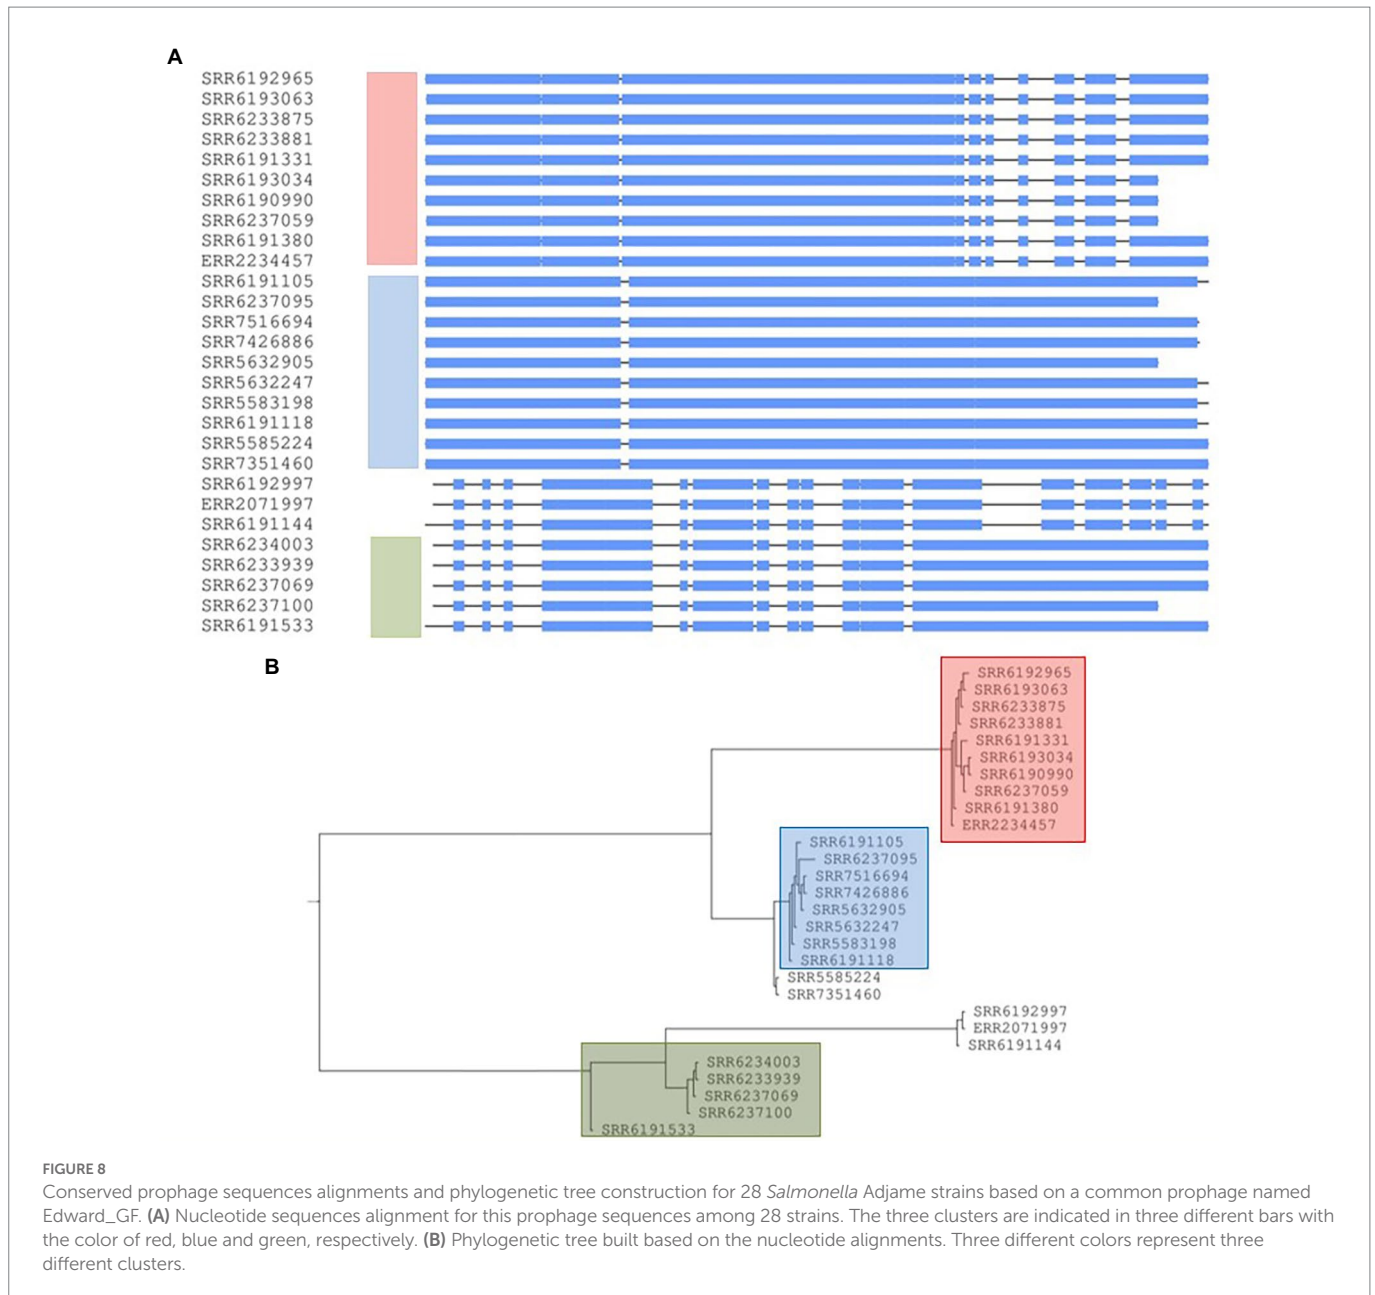 A
SRR6192965
SRR6193063
SRR6233875
SRR6233881
SRR6191331
SRR6193034
SRR6190990
SRR6237059
SRR6191380
ERR2234457
SRR6191105
SRR6237095
SRR7516694
SRR7426886
SRR5632905
SRR5632247
SRR5583198
SRR6191118
SRR5585224
SRR7351460
SRR6192997
ERR2071997
SRR6191144
SRR6234003
SRR6233939
SRR6237069
SRR6237100
SRR6191533
B
SRR6192965
SRR6193063
SRR6233875
SRR6233881
SRR6191331
SRR6193034
SRR6190990
SRR6237059
SRR6191380
ERR2234457
SRR6191105
SRR6237095
SRR7516694
SRR7426886
SRR5632905
SRR5632247
SRR5583198
SRR6191118
SRR5585224
SRR7351460
SRR6192997
ERR2071997
SRR6191144
SRR6234003
SRR6233939
SRR6237069
SRR6237100
SRR6191533
FIGURE 8
Conserved prophage sequences alignments and phylogenetic tree construction for 28 Salmonella Adjame strains based on a common prophage named
Edward_GF. (A) Nucleotide sequences alignment for this prophage sequences among 28 strains. The three clusters are indicated in three different bars with
the color of red, blue and green, respectively. (B) Phylogenetic tree built based on the nucleotide alignments. Three different colors represent three
different clusters.